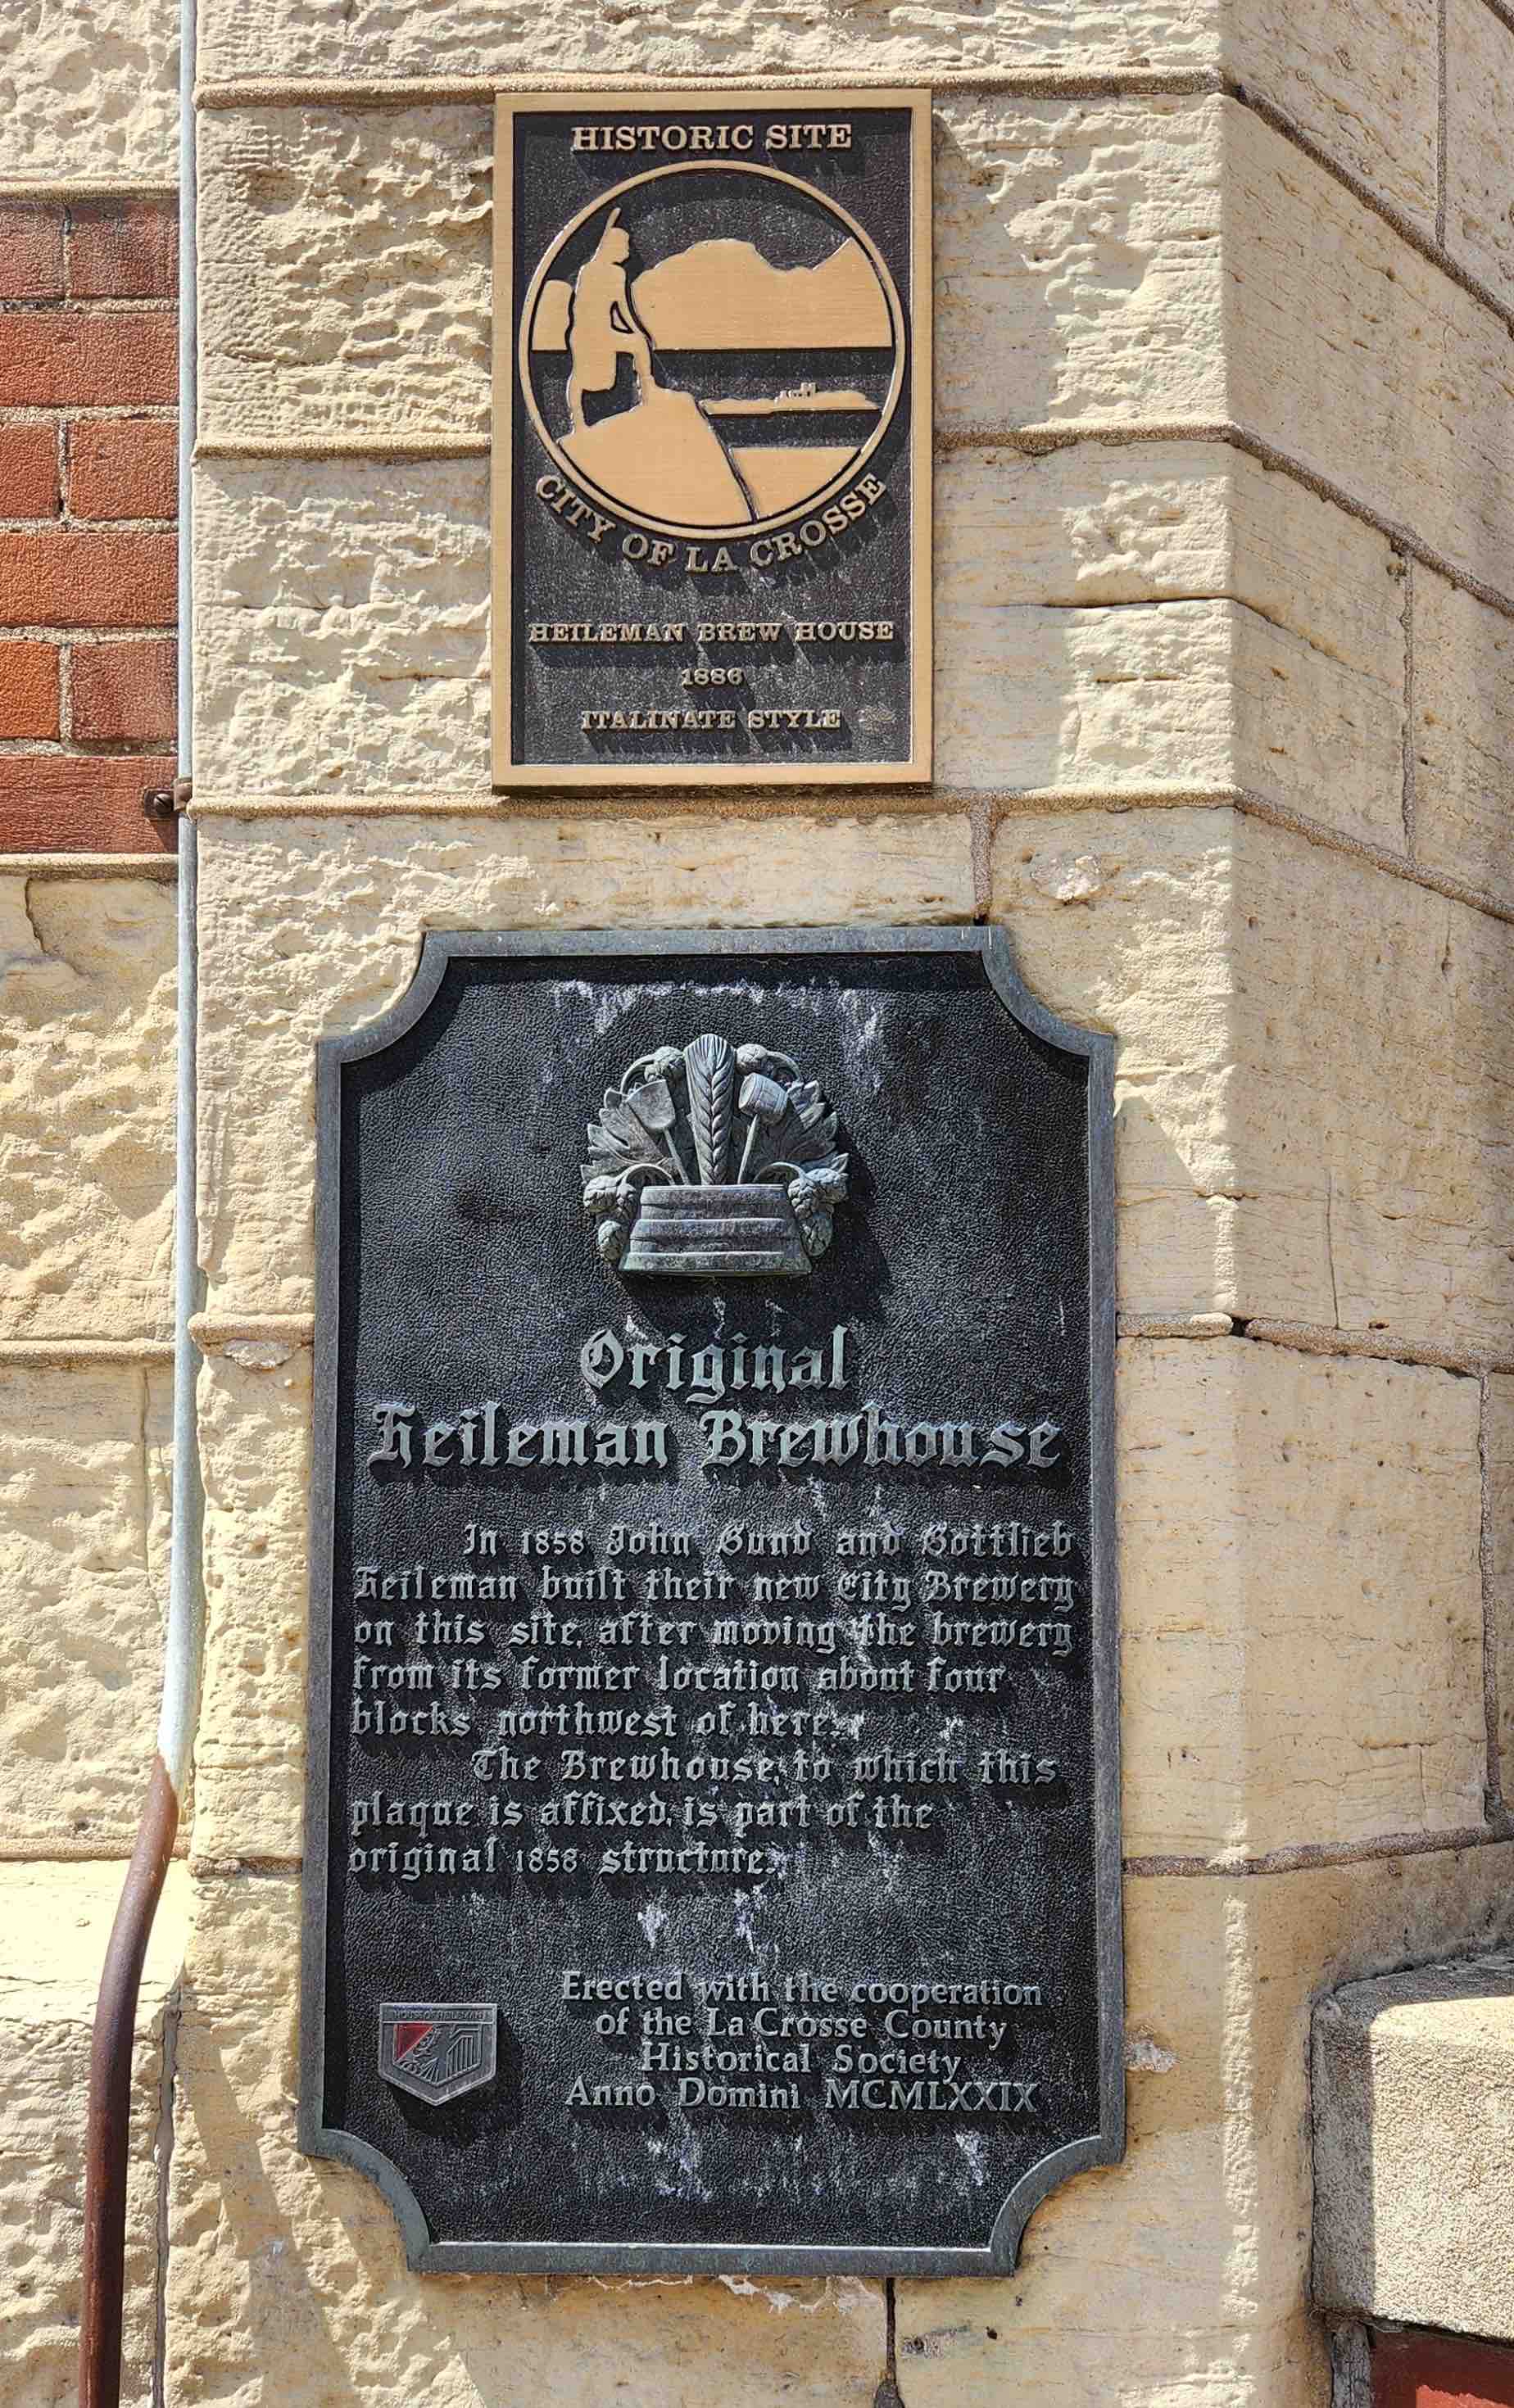 HISTORIC SITE
CITY OF LA CROSSE
HEILEMAN BREW HOUSE
1886
ITALINATE STYLE
Original
Heileman Brewhouse
In 1858 John Gund and Gottlieb
Heileman built their new City Brewery
on this site, after moving the brewery
from its former location about four
blocks northwest of here.
The Brewhouse, to which this
plaque is affixed, is part of the
original 1858 structure.
Erected with the cooperation
of the La Crosse County
Historical Society
Anno Domini MCMLXXIX